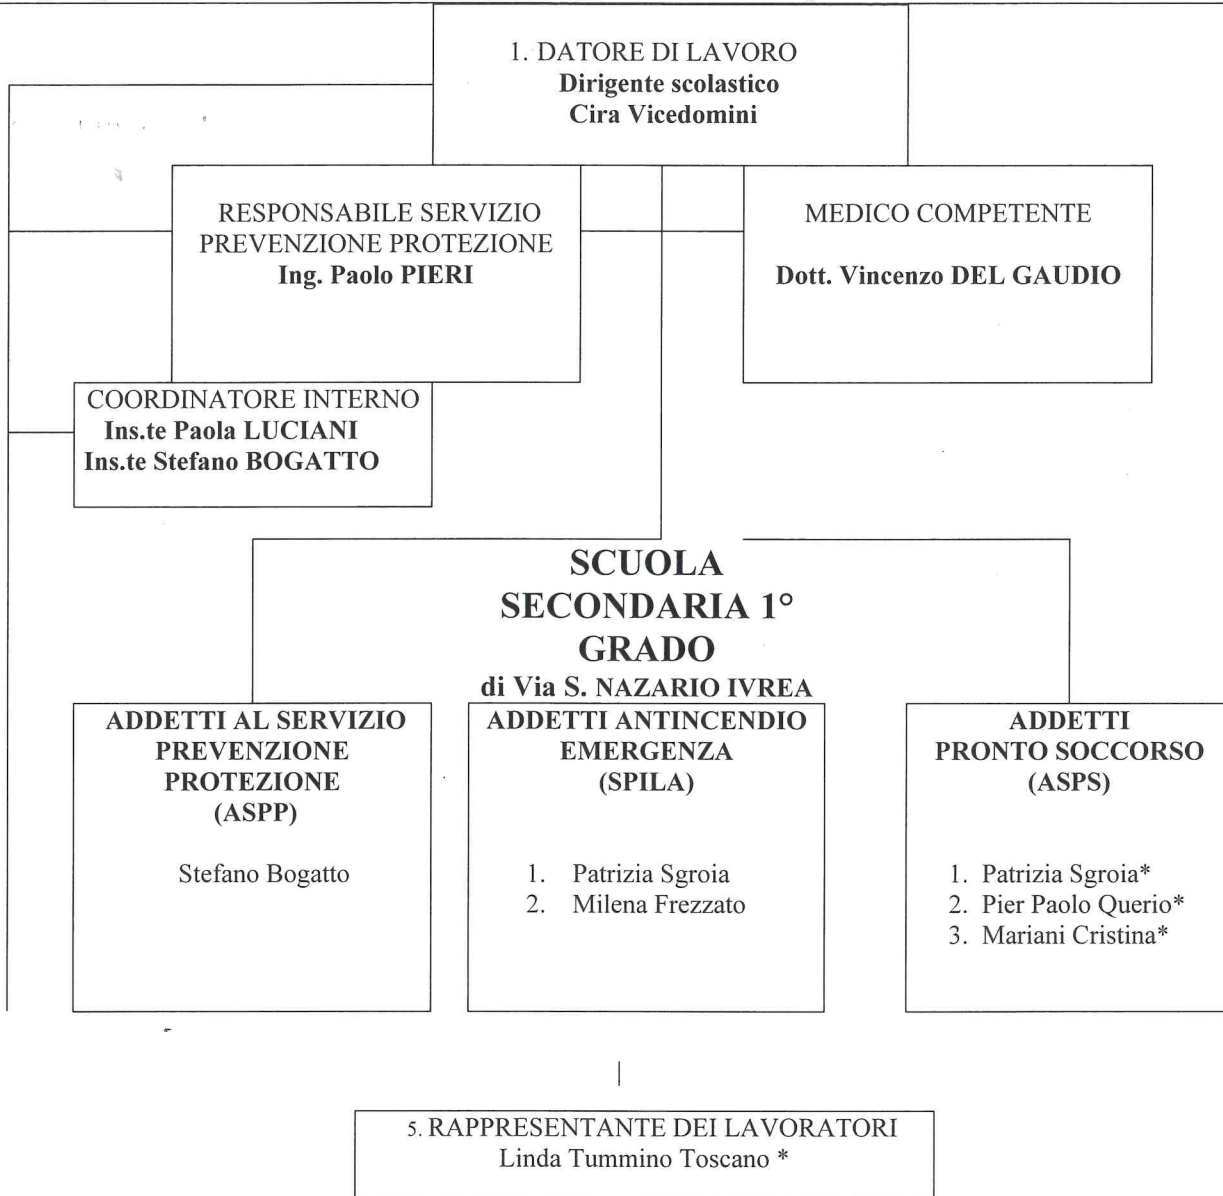 1. DATORE DI LAVORO
Dirigente scolastico
Cira Vicedomini
RESPONSABILE SERVIZIO
PREVENZIONE PROTEZIONE
Ing. Paolo PIERI
MEDICO COMPETENTE
Dott. Vincenzo DEL GAUDIO
COORDINATORE INTERNO
Ins.te Paola LUCIANI
Ins.te Stefano BOGATTO
SCUOLA
SECONDARIA 1°
GRADO
di Via S. NAZARIO IVREA
ADDETTI AL SERVIZIO
PREVENZIONE
PROTEZIONE
(ASPP)
Stefano Bogatto
ADDETTI ANTINCENDIO
EMERGENZA
(SPILA)
1. Patrizia Sgroia
2. Milena Frezzato
ADDETTI
PRONTO SOCCORSO
(ASPS)
1. Patrizia Sgroia*
2. Pier Paolo Querio*
3. Mariani Cristina*
5. RAPPRESENTANTE DEI LAVORATORI
Linda Tummino Toscano *